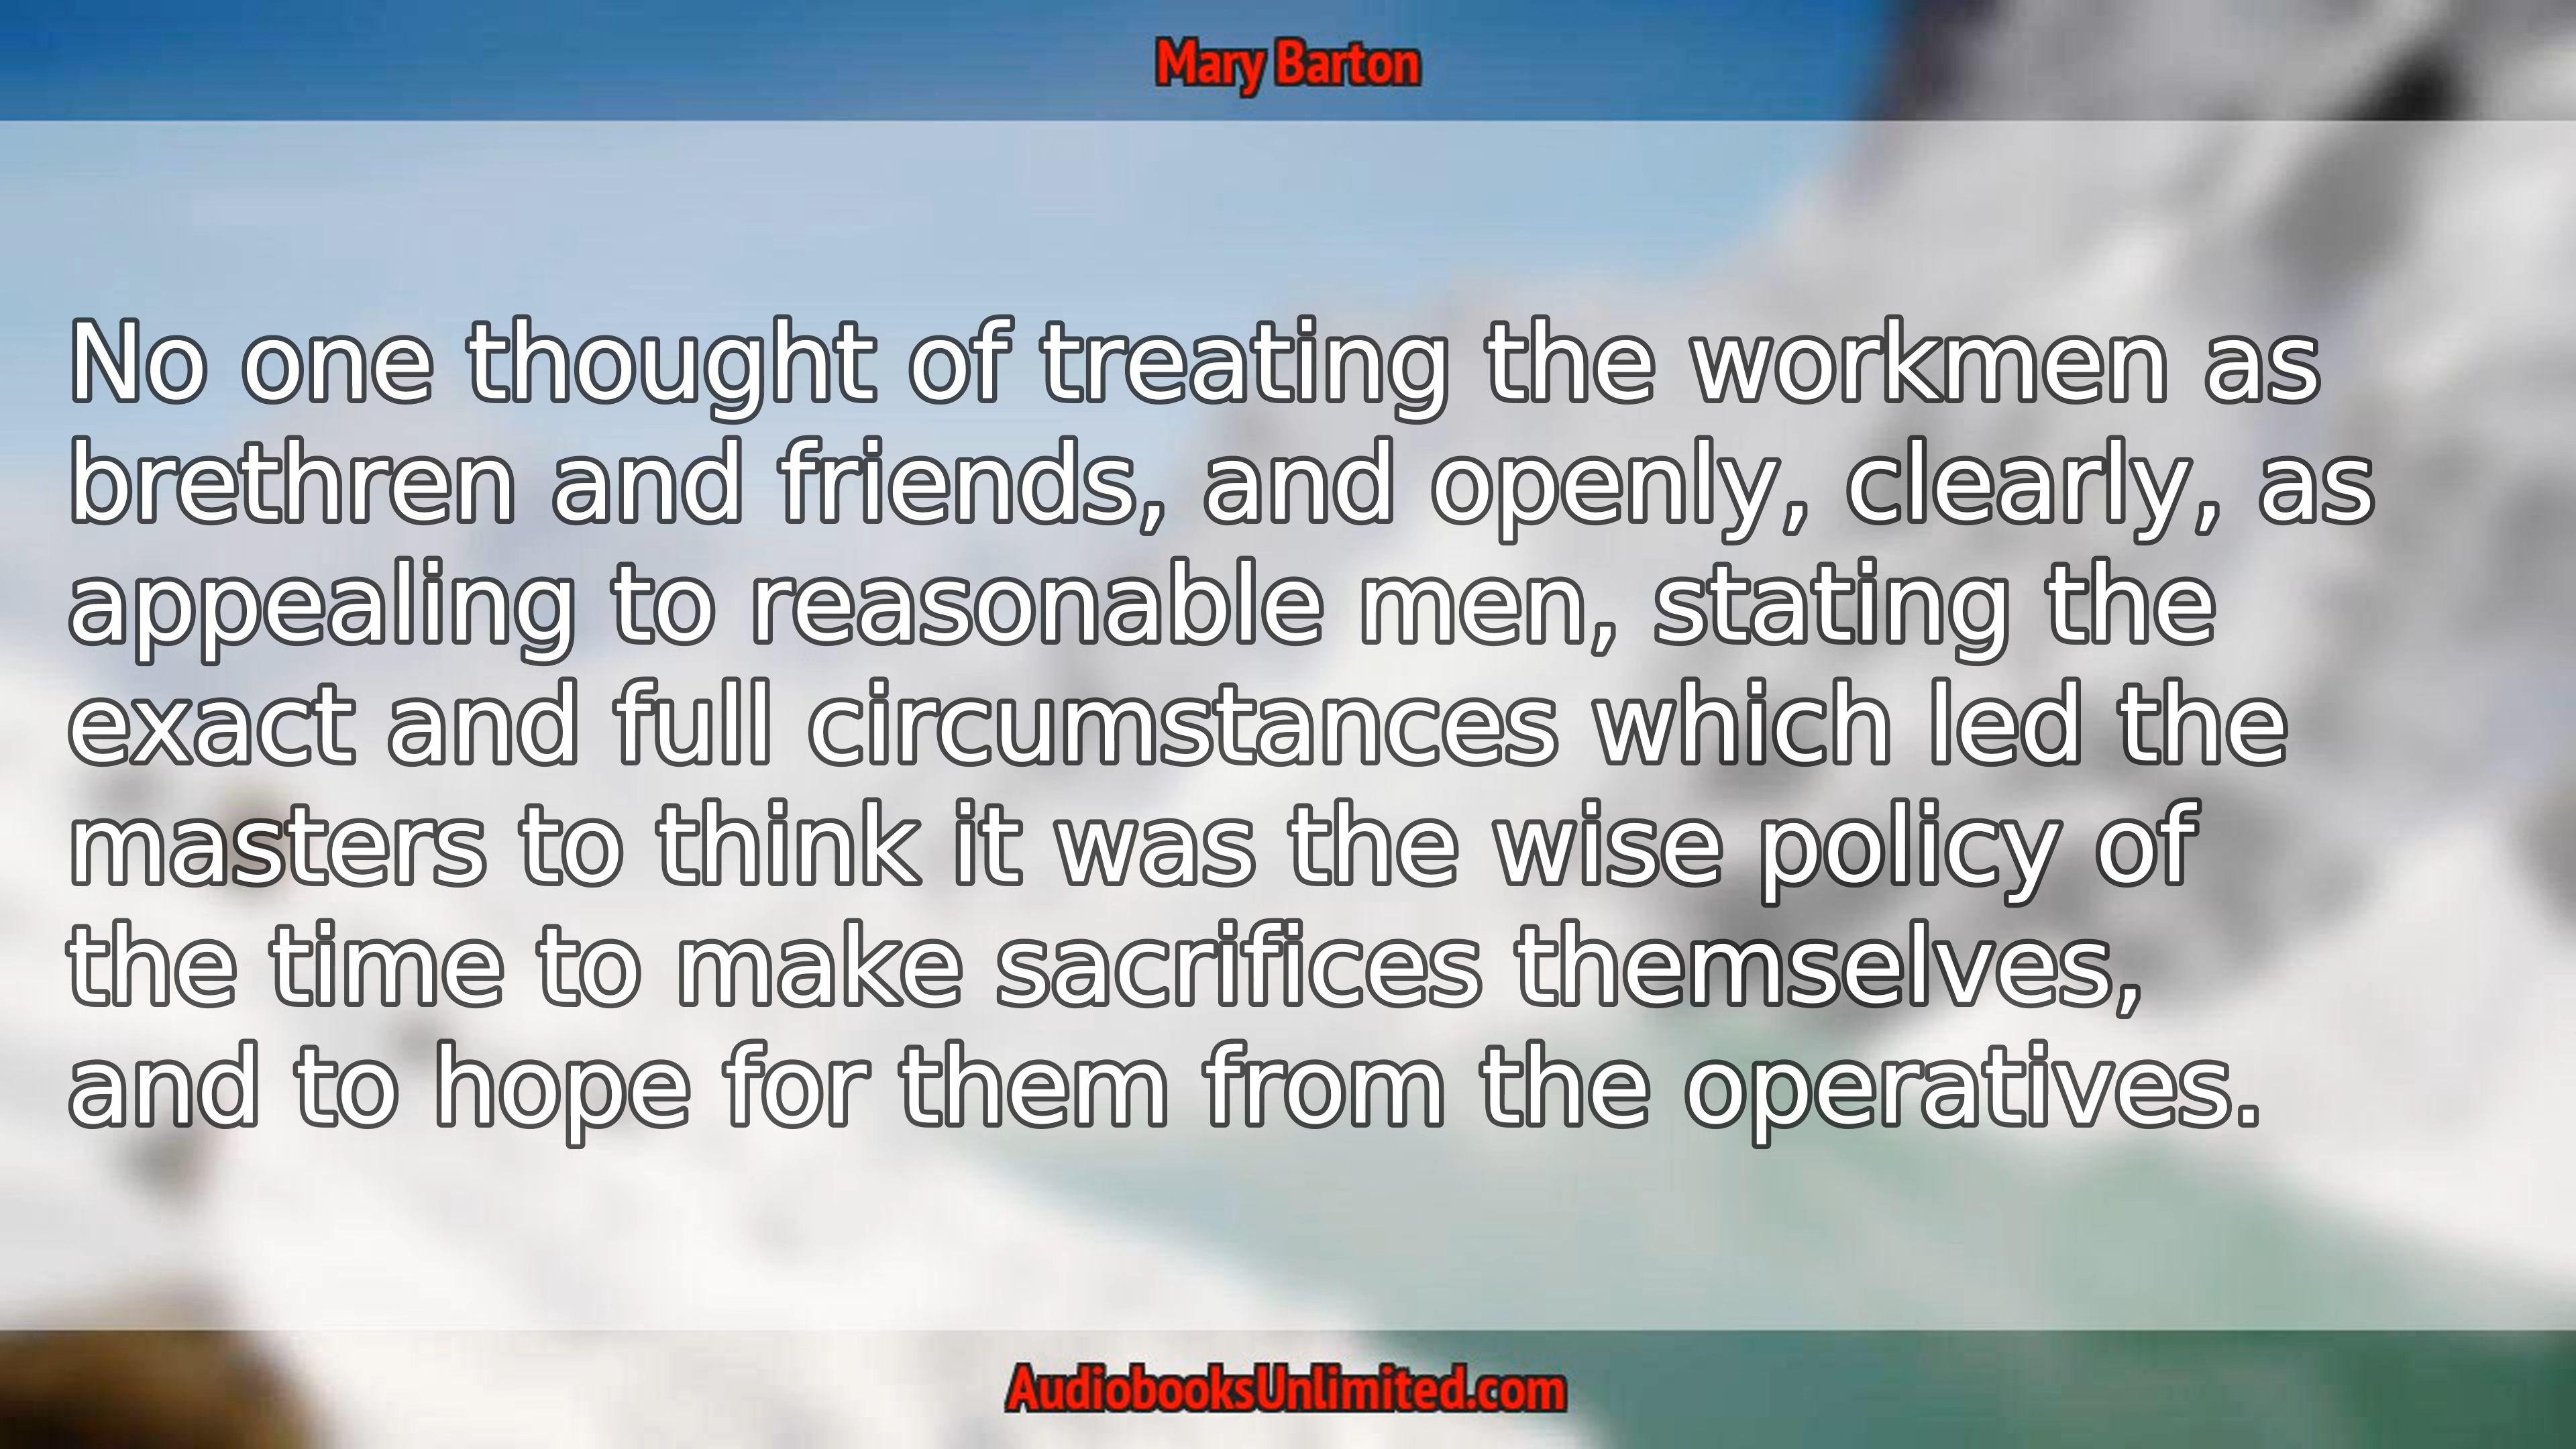 Mary Barton
No one thought of treating the workmen as
brethren and friends, and openly, clearly, as
appealing to reasonable men, stating the
exact and full circumstances which led the
masters to think it was the wise policy of
the time to make sacrifices themselves,
and to hope for them from the operatives.
AudiobooksUnlimited.com